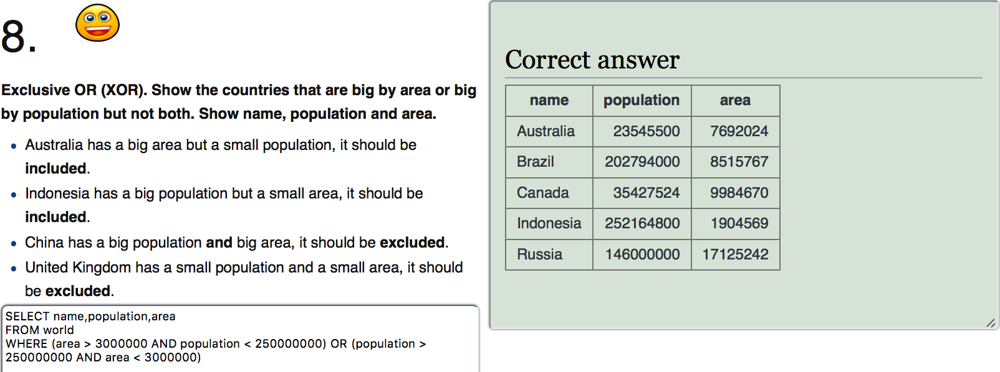 8.
Exclusive OR (XOR). Show the countries that are big by area or big
by population but not both. Show name, population and area.
• Australia has a big area but a small population, it should be
included.
• Indonesia has a big population but a small area, it should be
included.
• China has a big population and big area, it should be excluded.
• United Kingdom has a small population and a small area, it should
be excluded.
SELECT name,population,area
FROM world
WHERE (area > 3000000 AND population < 250000000) OR (population >
250000000 AND area < 3000000)
Correct answer
name population area
Australia 23545500 7692024
Brazil 202794000 8515767
Canada 35427524 9984670
Indonesia 252164800 1904569
Russia 146000000 17125242